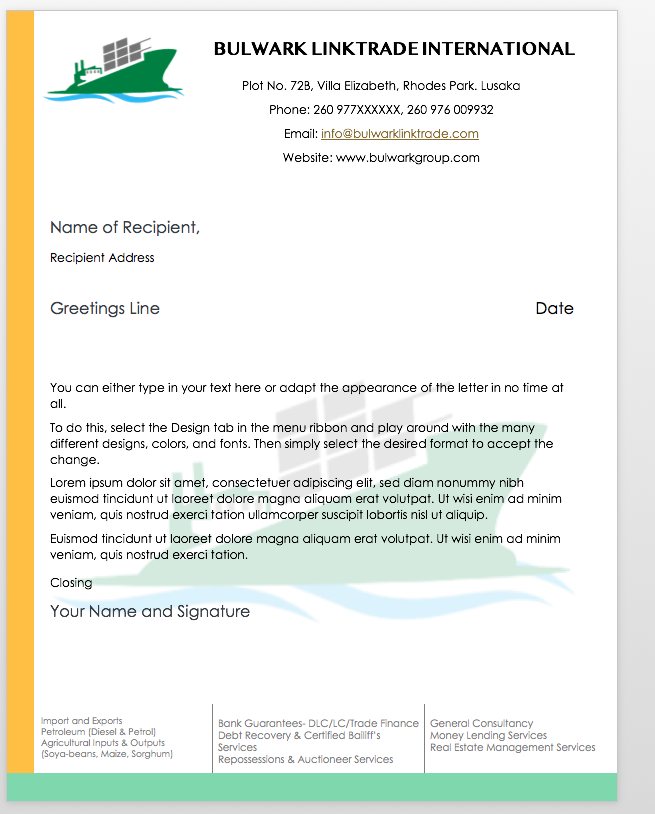 BULWARK LINKTRADE INTERNATIONAL
Plot No. 72B, Villa Elizabeth, Rhodes Park. Lusaka
Phone: 260 977XXXXXX, 260 976 009932
Email: info@bulwarklinktrade.com
Website: www.bulwarkgroup.com
Name of Recipient,
Recipient Address
Greetings Line
Date
You can either type in your text here or adapt the appearance of the letter in no time at
all.
To do this, select the Design tab in the menu ribbon and play around with the many
different designs, colors, and fonts. Then simply select the desired format to accept the
change.
Lorem ipsum dolor sit amet, consectetuer adipiscing elit, sed diam nonummy nibh
euismod tincidunt ut laoreet dolore magna aliquam erat volutpat. Ut wisi enim ad minim
veniam, quis nostrud exerci tation ullamcorper suscipit lobortis nisl ut aliquip.
Euismod tincidunt ut laoreet dolore magna aliquam erat volutpat. Ut wisi enim ad minim
veniam, quis nostrud exerci tation.
Closing
Your Name and Signature
Import and Exports
Petroleum (Diesel & Petrol)
Agricultural Inputs & Outputs
(Soya-beans, Maize, Sorghum)
Bank Guarantees- DLC/LC/Trade Finance
Debt Recovery & Certified Bailiff's
Services
Repossessions & Auctioneer Services
General Consultancy
Money Lending Services
Real Estate Management Services